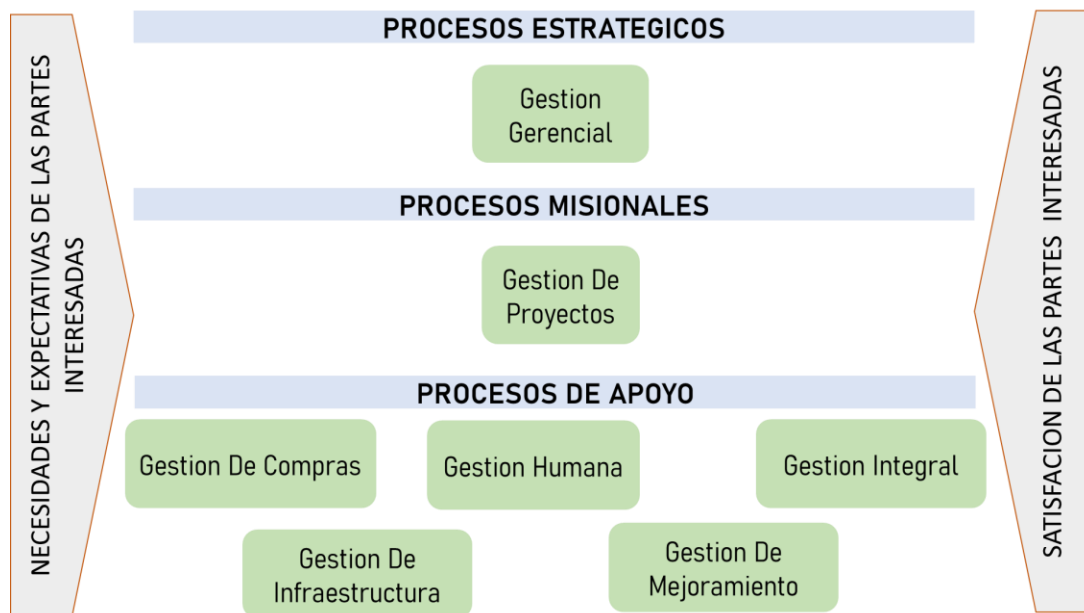 NECESIDADES Y EXPECTATIVAS DE LAS PARTES
INTERESADAS
PROCESOS ESTRATEGICOS
Gestion
Gerencial
PROCESOS MISIONALES
Gestion De
Proyectos
PROCESOS DE APOYO
Gestion De Compras
Gestion Humana
Gestion Integral
Gestion De
Infraestructura
Gestion De
Mejoramiento
SATISFACION DE LAS PARTES INTERESADAS